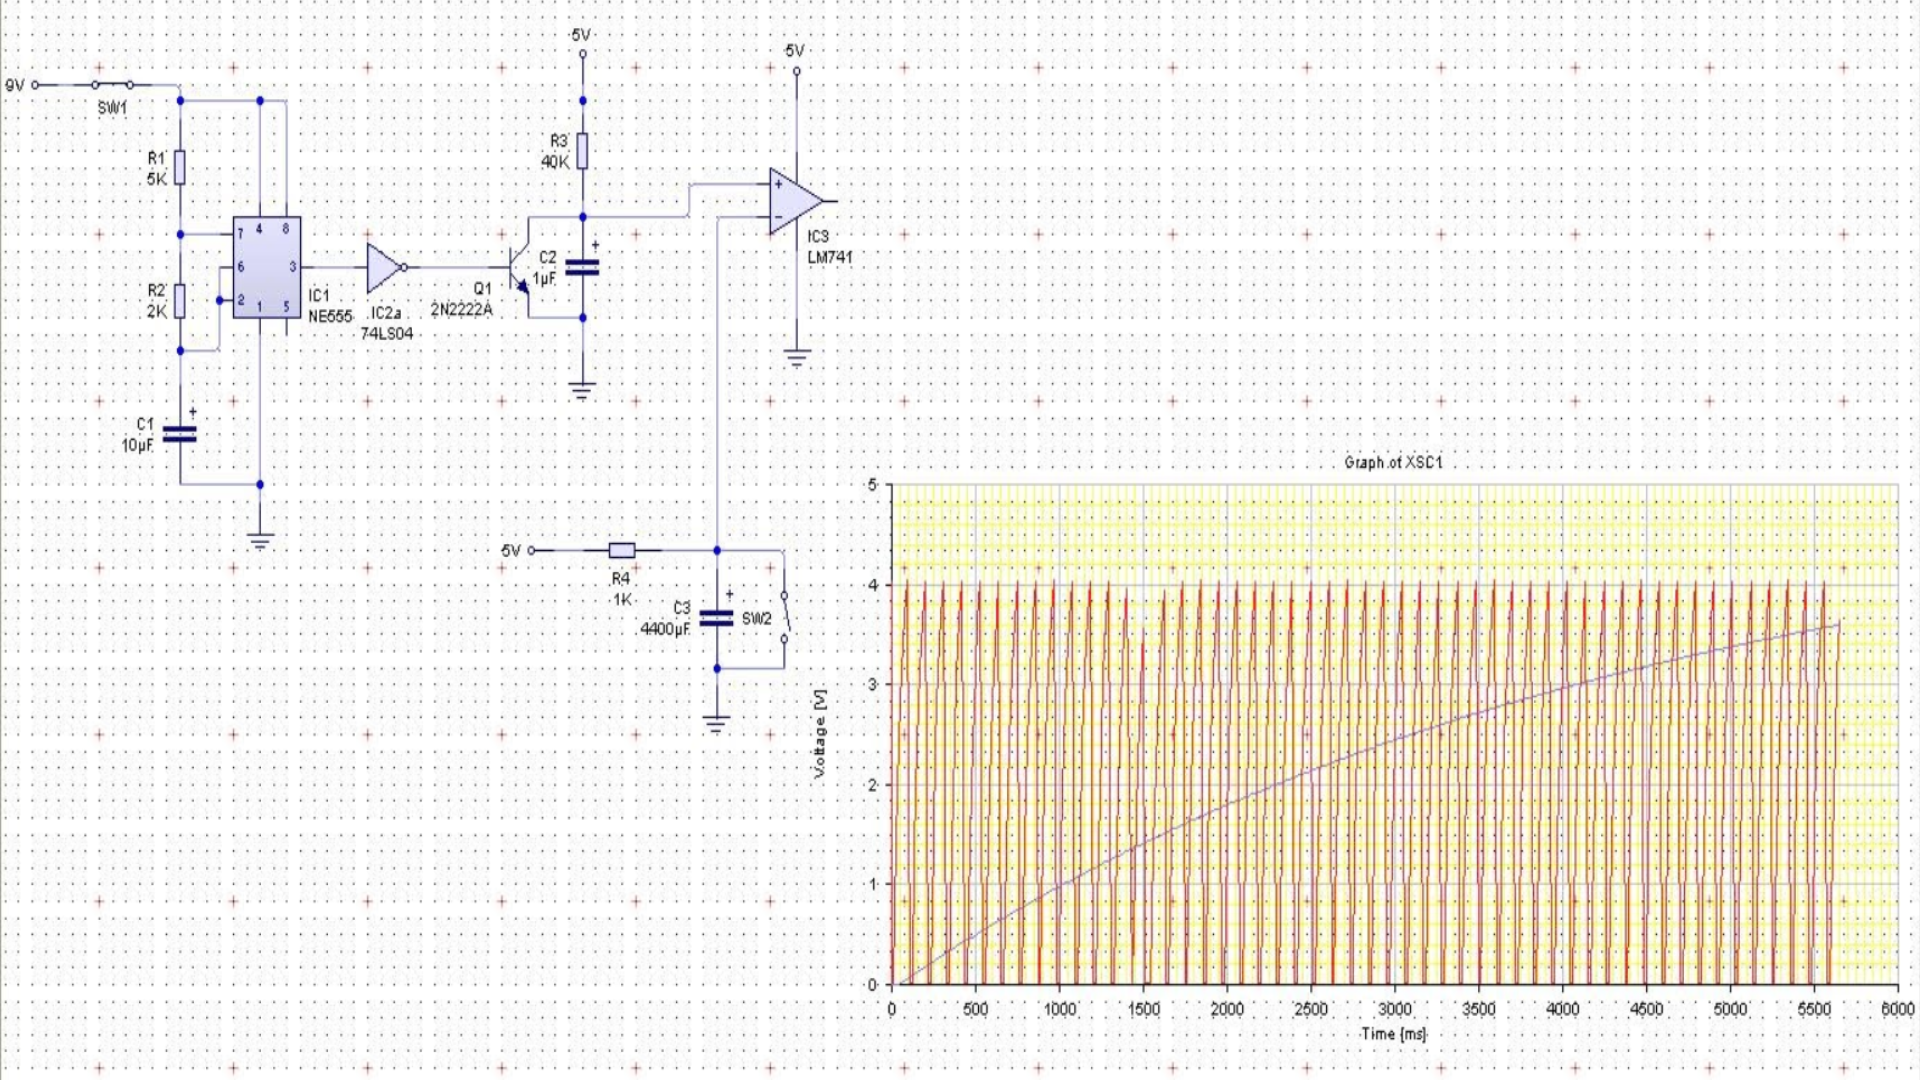 9V
SW1
R1
5K
R2
2K
C1
10µF
7
4
8
6
3
2
1
5
IC1
NE555
IC2a
74LS04
Q1
2N2222A
5V
R3
40K
C2
1µF
+
5V
+
-
IC3
LM741
5V
R4
1K
C3
4400µF
+
SW2
+
Graph of XSC1
Voltage [V]
5
4
3
2
1
0
0 500 1000 1500 2000 2500 3000 3500 4000 4500 5000 5500 6000
Time [ms]